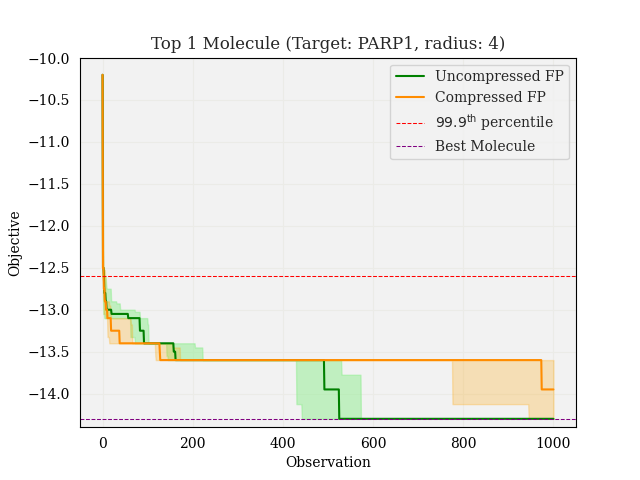 Top 1 Molecule (Target: PARP1, radius: 4)
Objective
−10.0
−10.5
−11.0
−11.5
−12.0
−12.5
−13.0
−13.5
−14.0
Uncompressed FP
Compressed FP
99.9th percentile
Best Molecule
0 200 400 600 800 1000
Observation